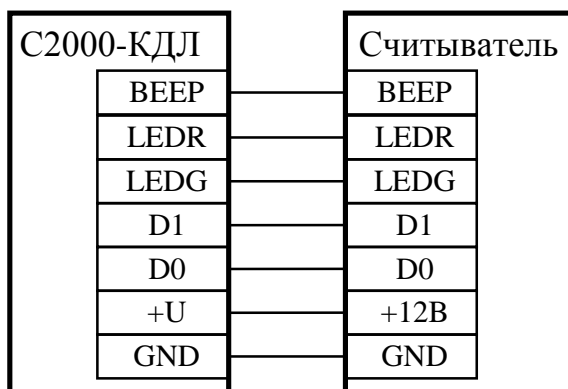 С2000-КДЛ Считыватель
BEEP BEEP
LEDR LEDR
LEDG LEDG
D1 D1
D0 D0
+U +12В
GND GND